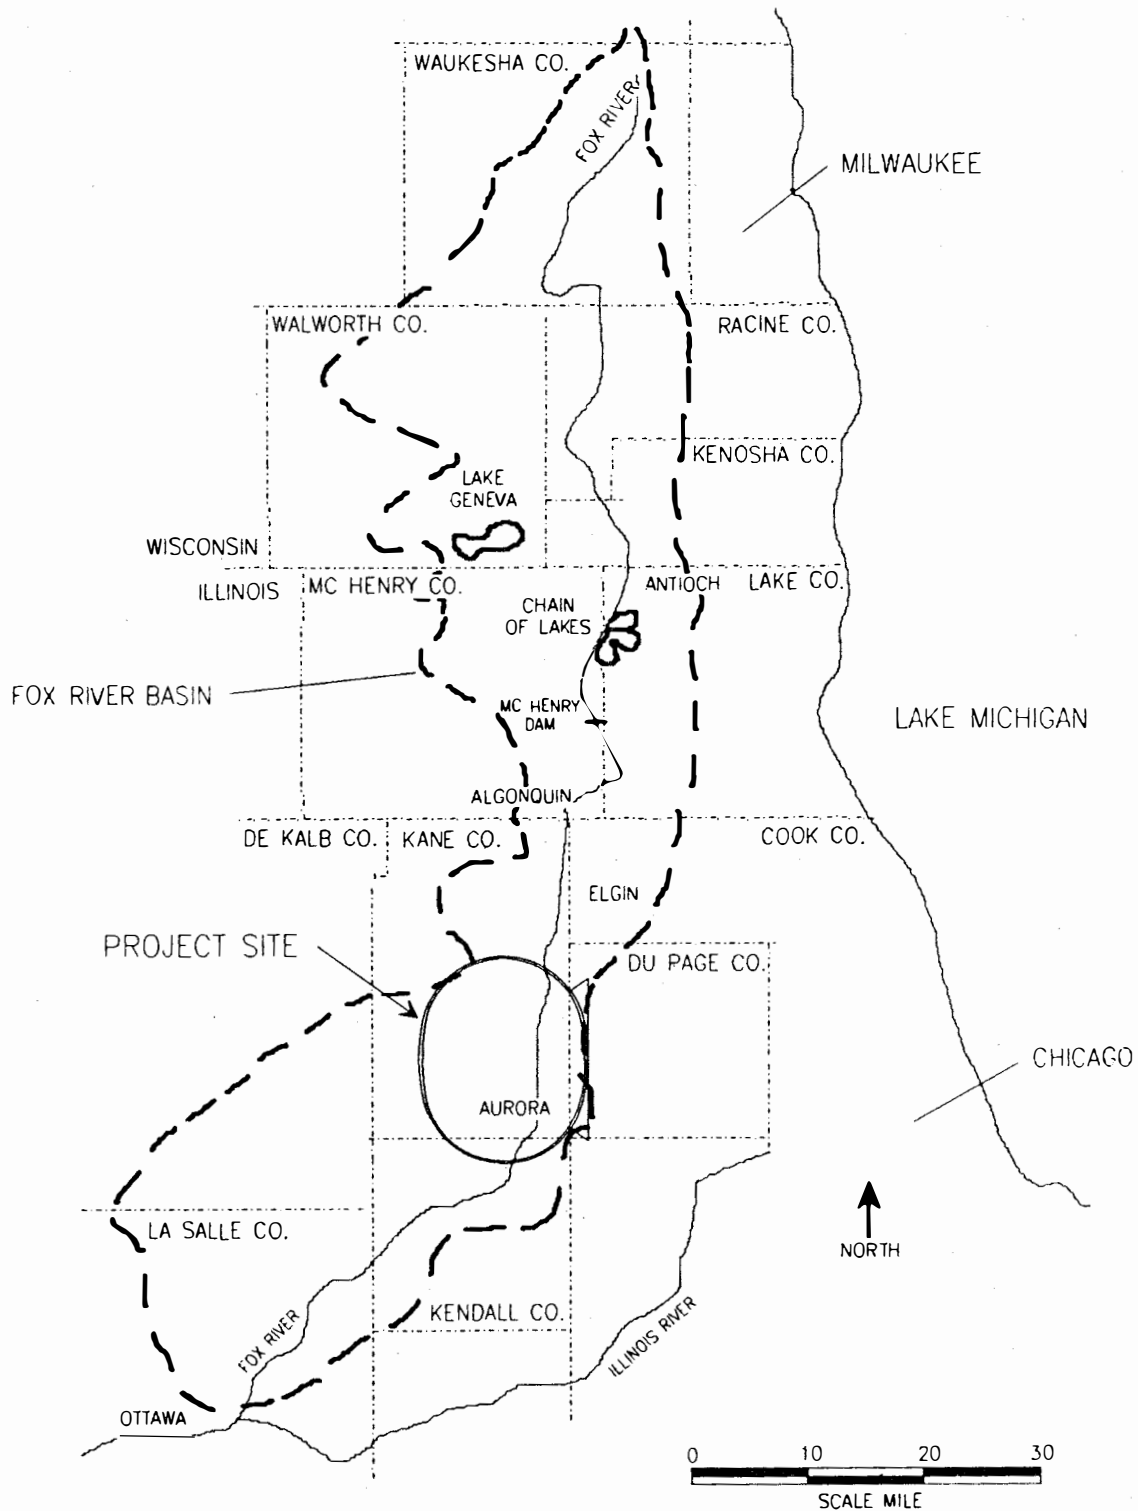 WAUKESHA CO.
FOX RIVER
MILWAUKEE
WALWORTH CO.
RACINE CO.
KENOSHA CO.
LAKE
GENEVA
WISCONSIN
ILLINOIS
MC HENRY CO.
ANTIOCH
LAKE CO.
CHAIN
OF LAKES
FOX RIVER BASIN
MC HENRY
DAM
LAKE MICHIGAN
ALGONQUIN
DE KALB CO.
KANE CO.
COOK CO.
ELGIN
PROJECT SITE
DU PAGE CO.
CHICAGO
AURORA
LA SALLE CO.
NORTH
KENDALL CO.
FOX RIVER
ILLINOIS RIVER
OTTAWA
0 10 20 30
SCALE MILE